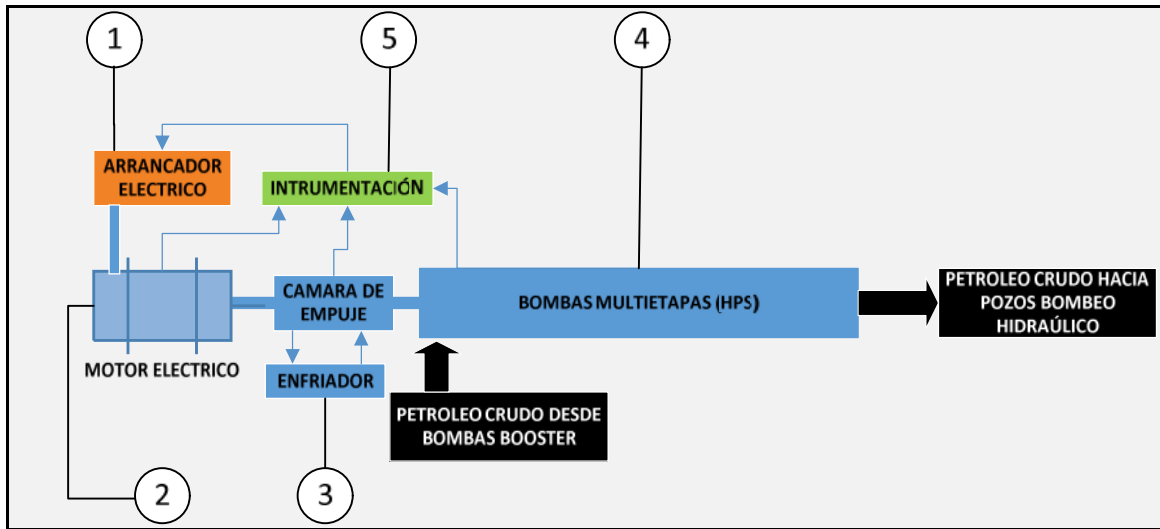 1
5
4
ARRANCADOR
ELECTRICO
INTRUMENTACIÓN
CAMARA DE
EMPUJE
BOMBAS MULTIETAPAS (HPS)
PETROLEO CRUDO HACIA
POZOS BOMBEO
HIDRAÚLICO
MOTOR ELECTRICO
ENFRIADOR
PETROLEO CRUDO DESDE
BOMBAS BOOSTER
2
3